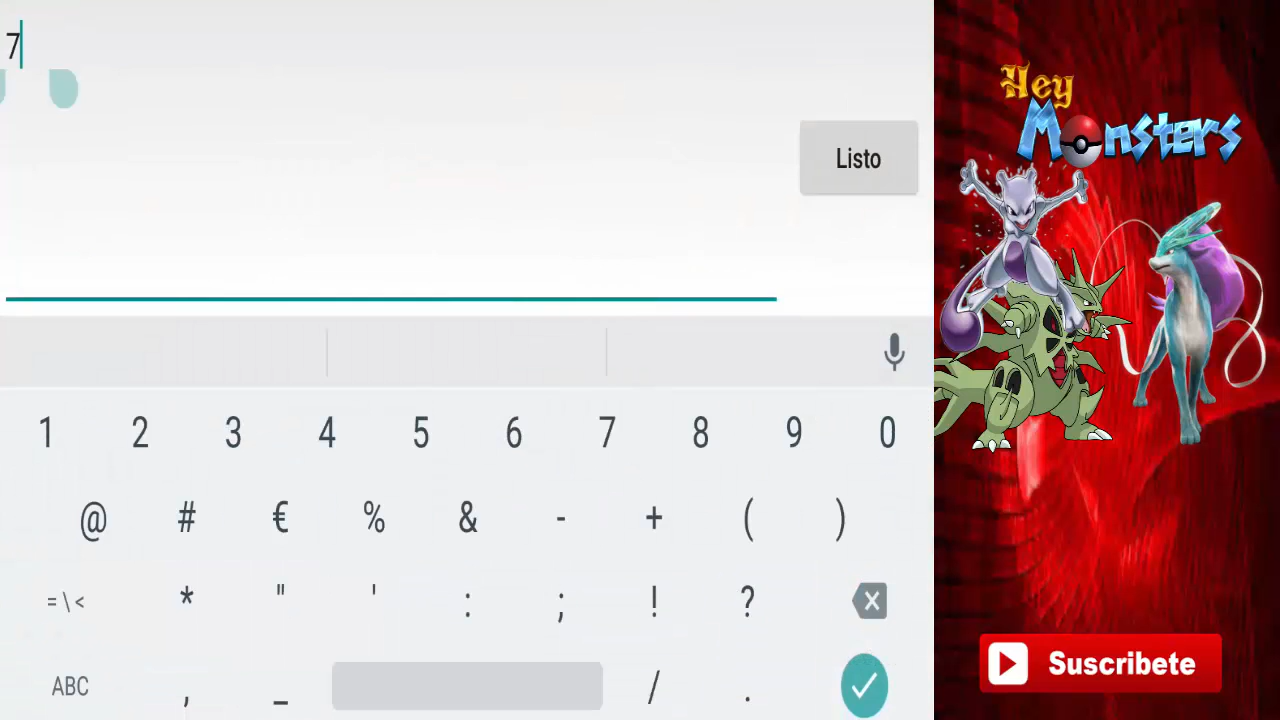 7
Listo
1 2 3 4 5 6 7 8 9 0
@ # € % & - + ( )
= \ < * " ' : ; ! ?
ABC , _ / .
Hey
Monsters
Suscribete